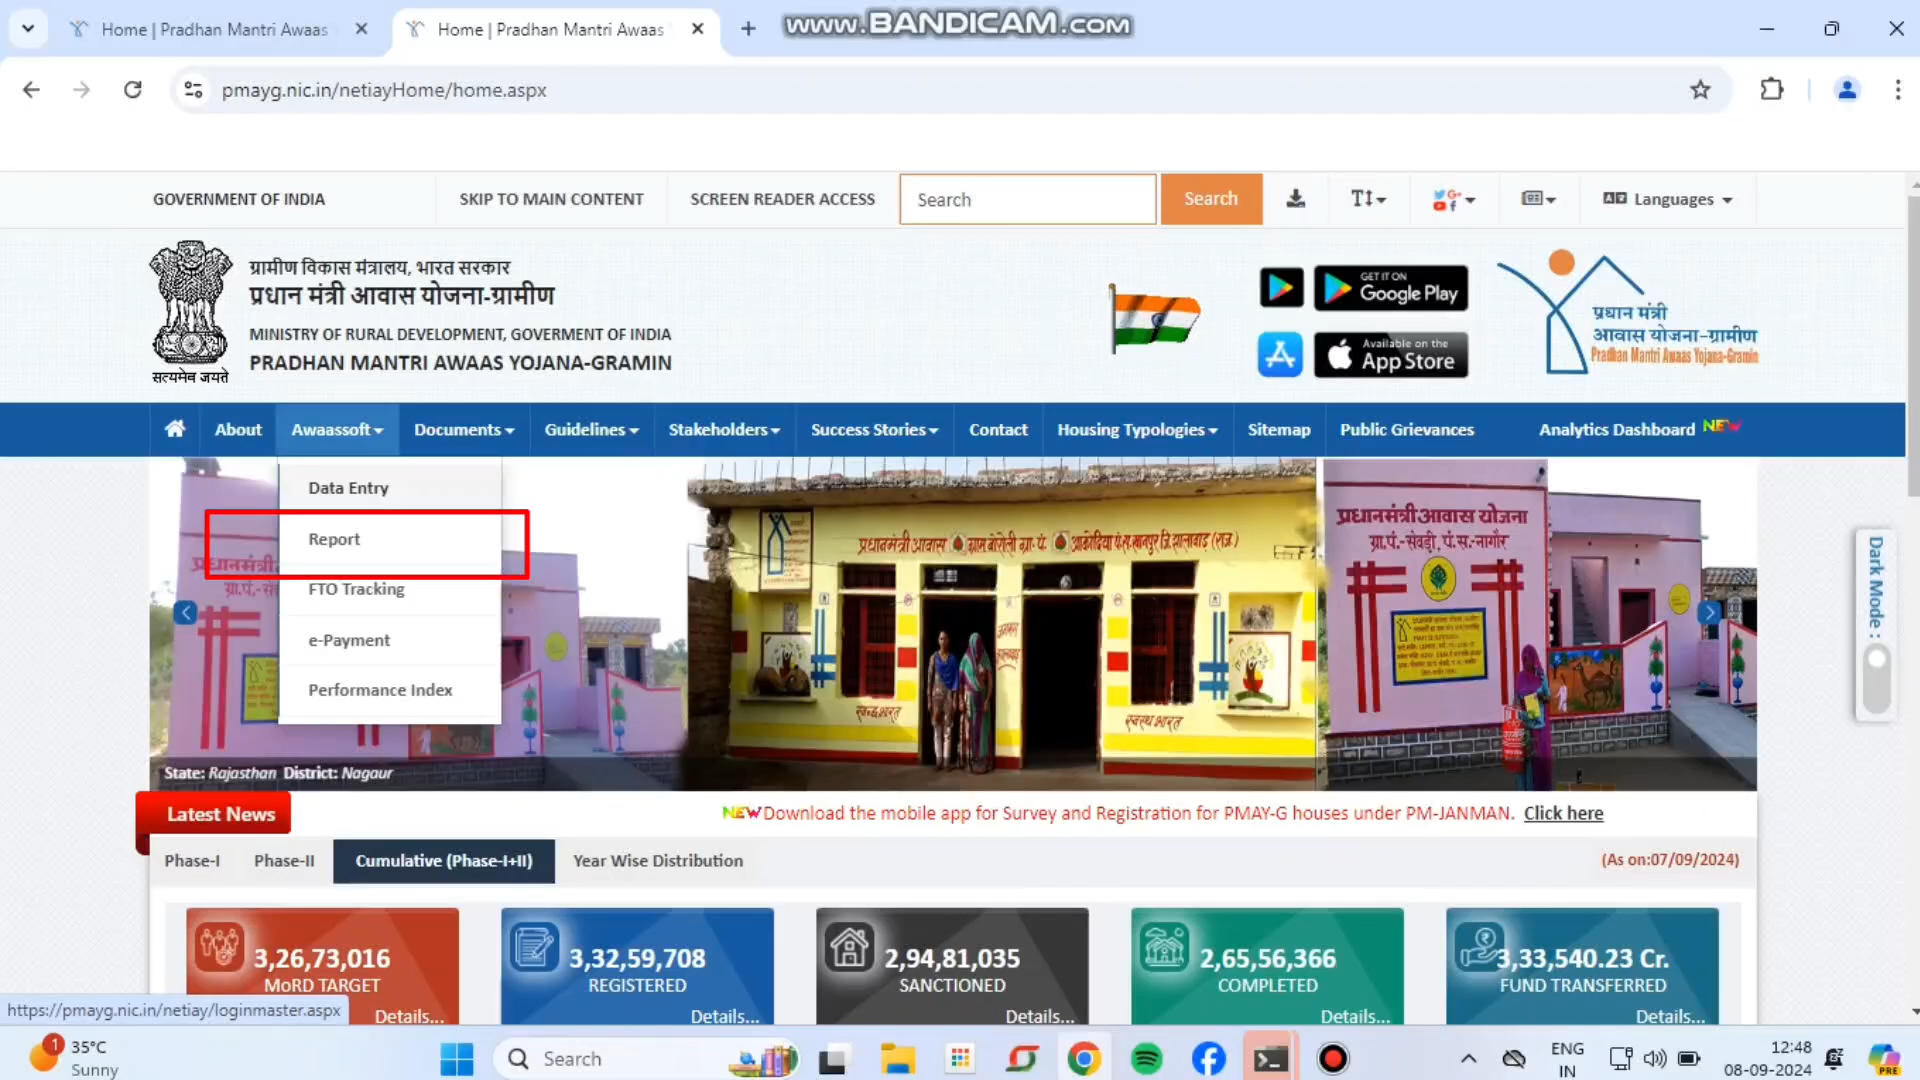 Home | Pradhan Mantri Awaas
Home | Pradhan Mantri Awaas
www.BANDICAM.com
pmayg.nic.in/netiayHome/home.aspx
GOVERNMENT OF INDIA
SKIP TO MAIN CONTENT
SCREEN READER ACCESS
Search
Search
Languages
ग्रामीण विकास मंत्रालय, भारत सरकार
प्रधान मंत्री आवास योजना-ग्रामीण
MINISTRY OF RURAL DEVELOPMENT, GOVERMENT OF INDIA
PRADHAN MANTRI AWAAS YOJANA-GRAMIN
सत्यमेव जयते
GET IT ON
Google Play
Available on the
App Store
प्रधान मंत्री
आवास योजना-ग्रामीण
Pradhan Mantri Awaas Yojana-Gramin
About
Awaassoft
Documents
Guidelines
Stakeholders
Success Stories
Contact
Housing Typologies
Sitemap
Public Grievances
Analytics Dashboard NEW
Data Entry
Report
FTO Tracking
e-Payment
Performance Index
प्रधानमंत्री आवास योजना
ग्रा.पं.-सेवड़ी, पं.स.-नागौर
Dark Mode :
State: Rajasthan District: Nagaur
Latest News
NEW Download the mobile app for Survey and Registration for PMAY-G houses under PM-JANMAN. Click here
Phase-I
Phase-II
Cumulative (Phase-I+II)
Year Wise Distribution
(As on:07/09/2024)
3,26,73,016
MoRD TARGET
Details...
3,32,59,708
REGISTERED
Details...
2,94,81,035
SANCTIONED
Details...
2,65,56,366
COMPLETED
Details...
3,33,540.23 Cr.
FUND TRANSFERRED
Details...
https://pmayg.nic.in/netiay/loginmaster.aspx
1
35°C
Sunny
Search
ENG
IN
12:48
08-09-2024
PRE